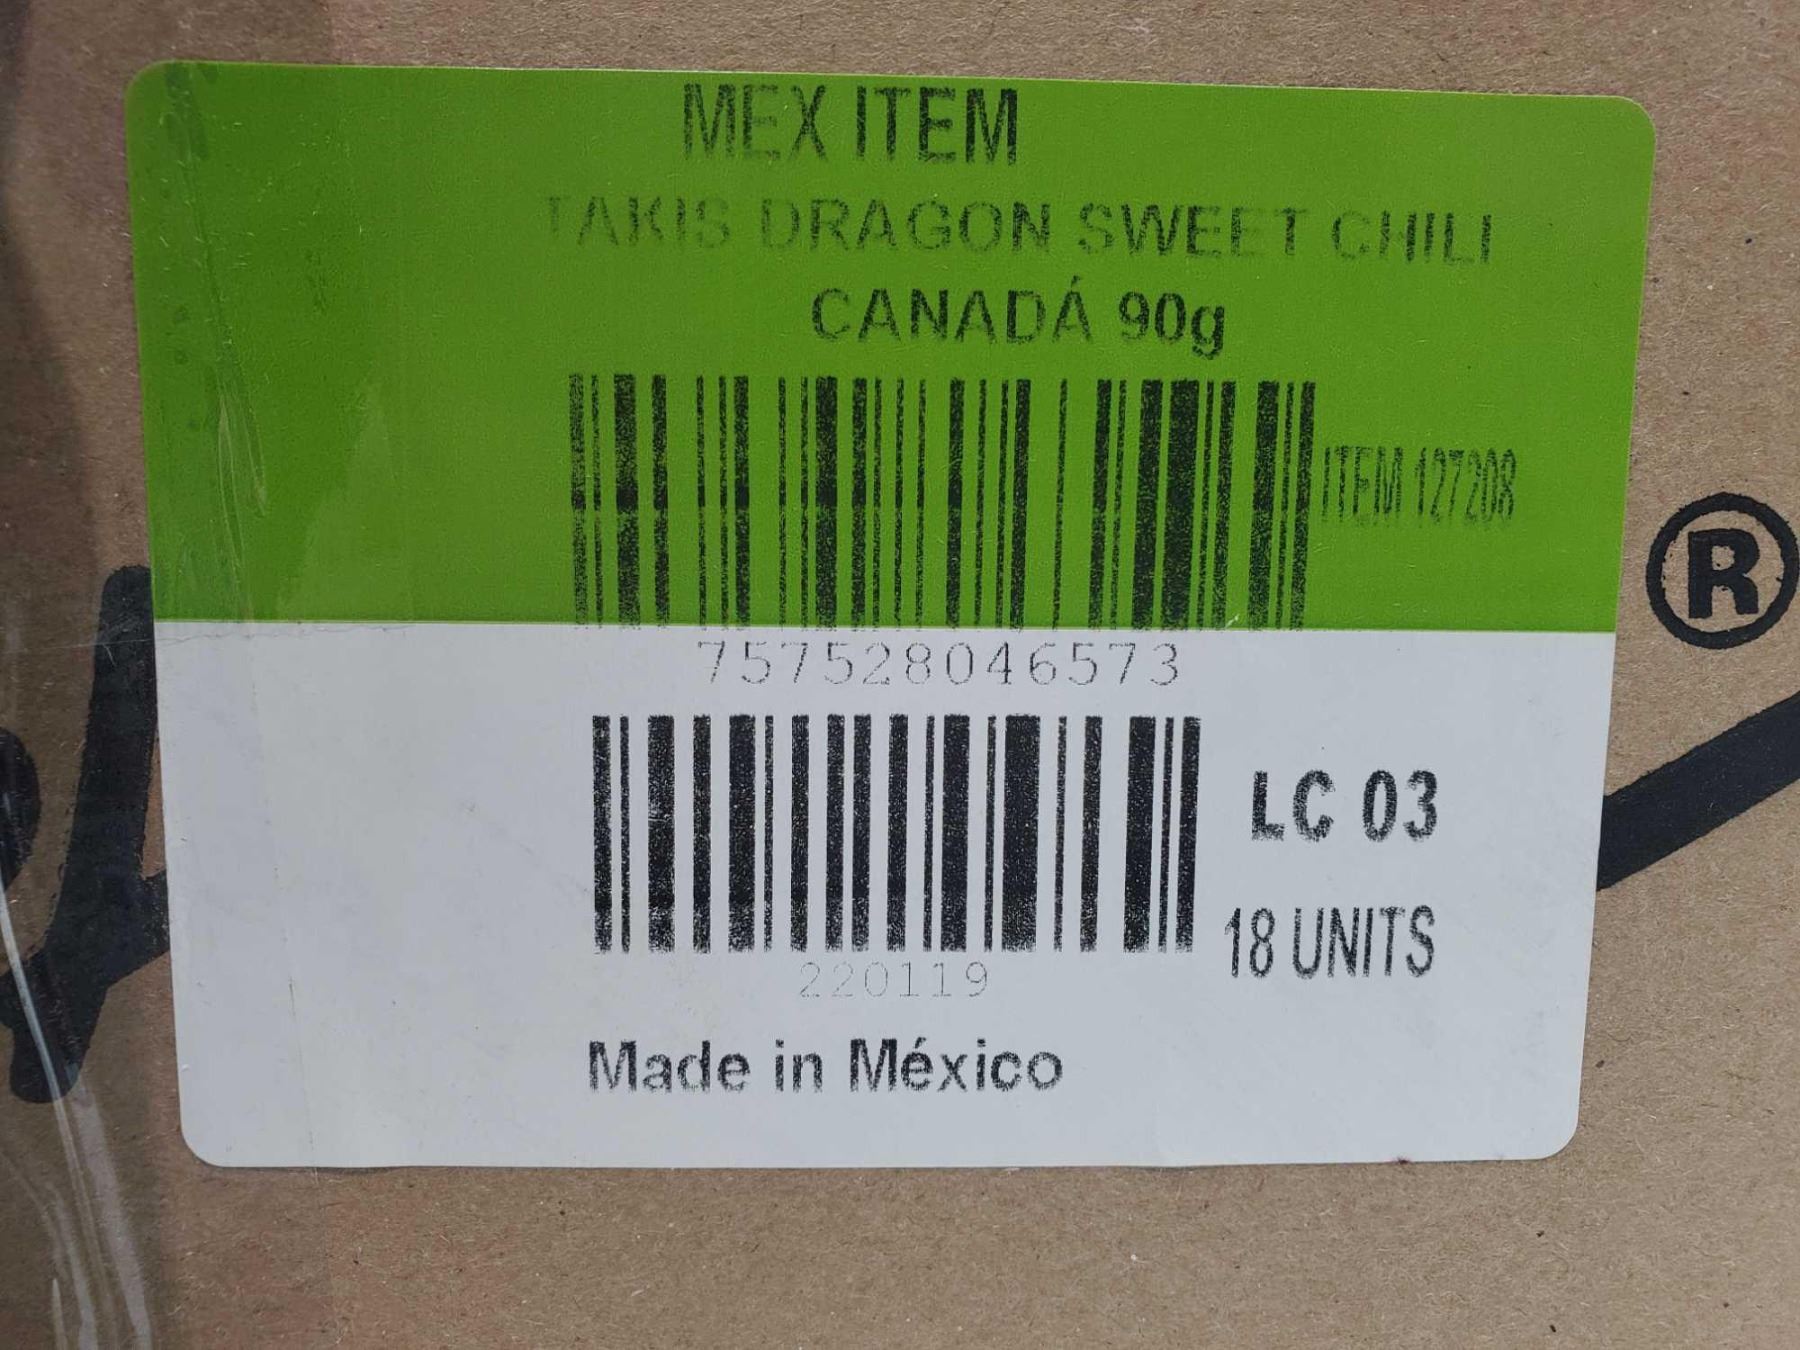 MEX ITEM
TAKIS DRAGON SWEET CHILI
CANADÁ 90g
ITEM 127208
®
757528046573
LC 03
18 UNITS
220119
Made in México